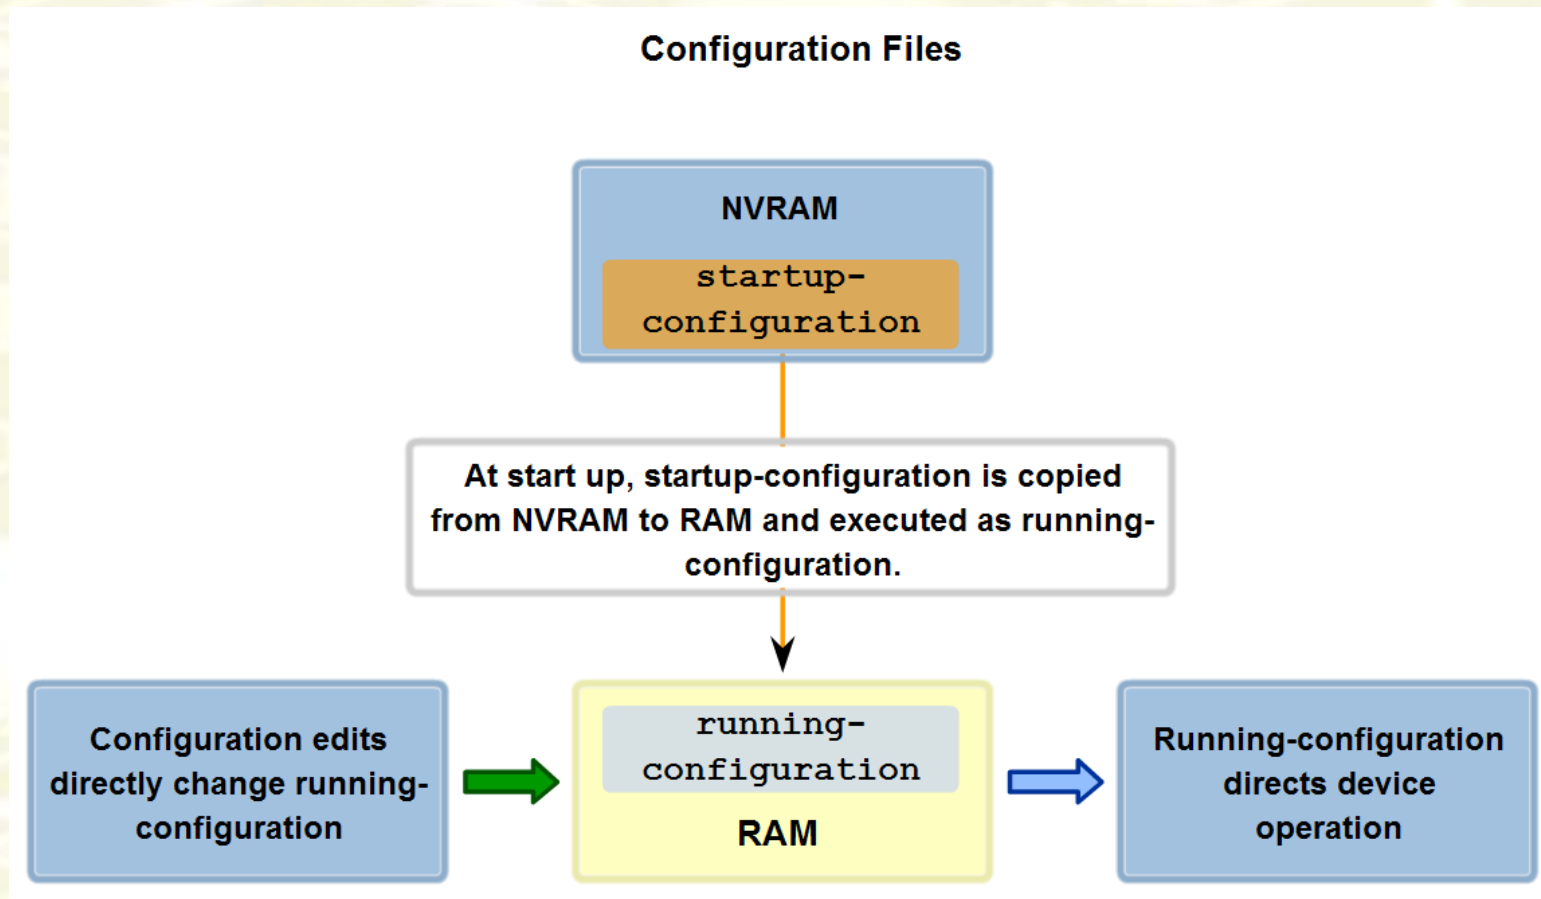 Configuration Files
NVRAM
startup-
configuration
At start up, startup-configuration is copied
from NVRAM to RAM and executed as running-
configuration.
Configuration edits
directly change running-
configuration
running-
configuration
RAM
Running-configuration
directs device
operation